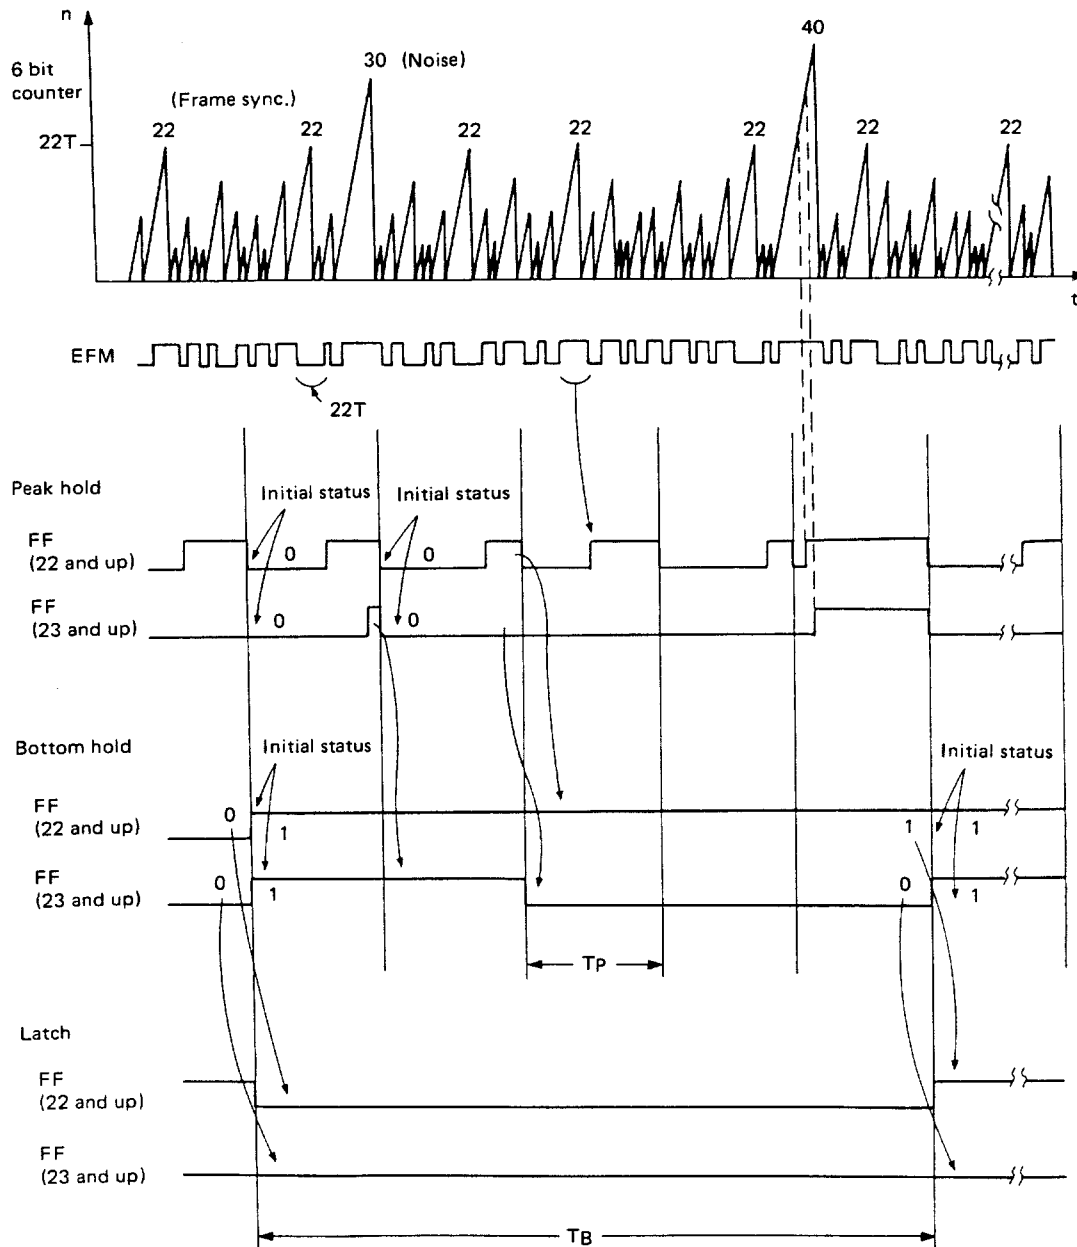 n
40
30 (Noise)
6 bit
counter
(Frame sync.)
22 22 22 22 22 22 22
22T
t
EFM
22T
Peak hold
Initial status Initial status
FF
(22 and up)
0 0
FF
(23 and up)
0 0
Bottom hold
Initial status Initial status
FF
(22 and up)
0 1 1 1
FF
(23 and up)
0 1 0 1
TP
Latch
FF
(22 and up)
FF
(23 and up)
TB